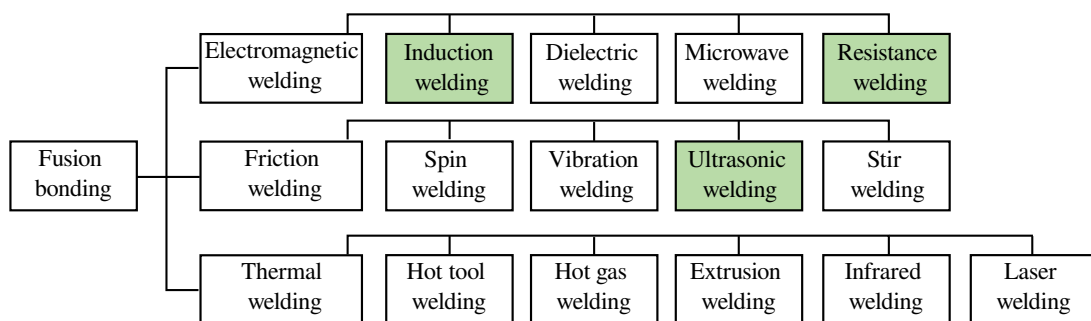 Electromagnetic
welding
Induction
welding
Dielectric
welding
Microwave
welding
Resistance
welding
Fusion
bonding
Friction
welding
Spin
welding
Vibration
welding
Ultrasonic
welding
Stir
welding
Thermal
welding
Hot tool
welding
Hot gas
welding
Extrusion
welding
Infrared
welding
Laser
welding